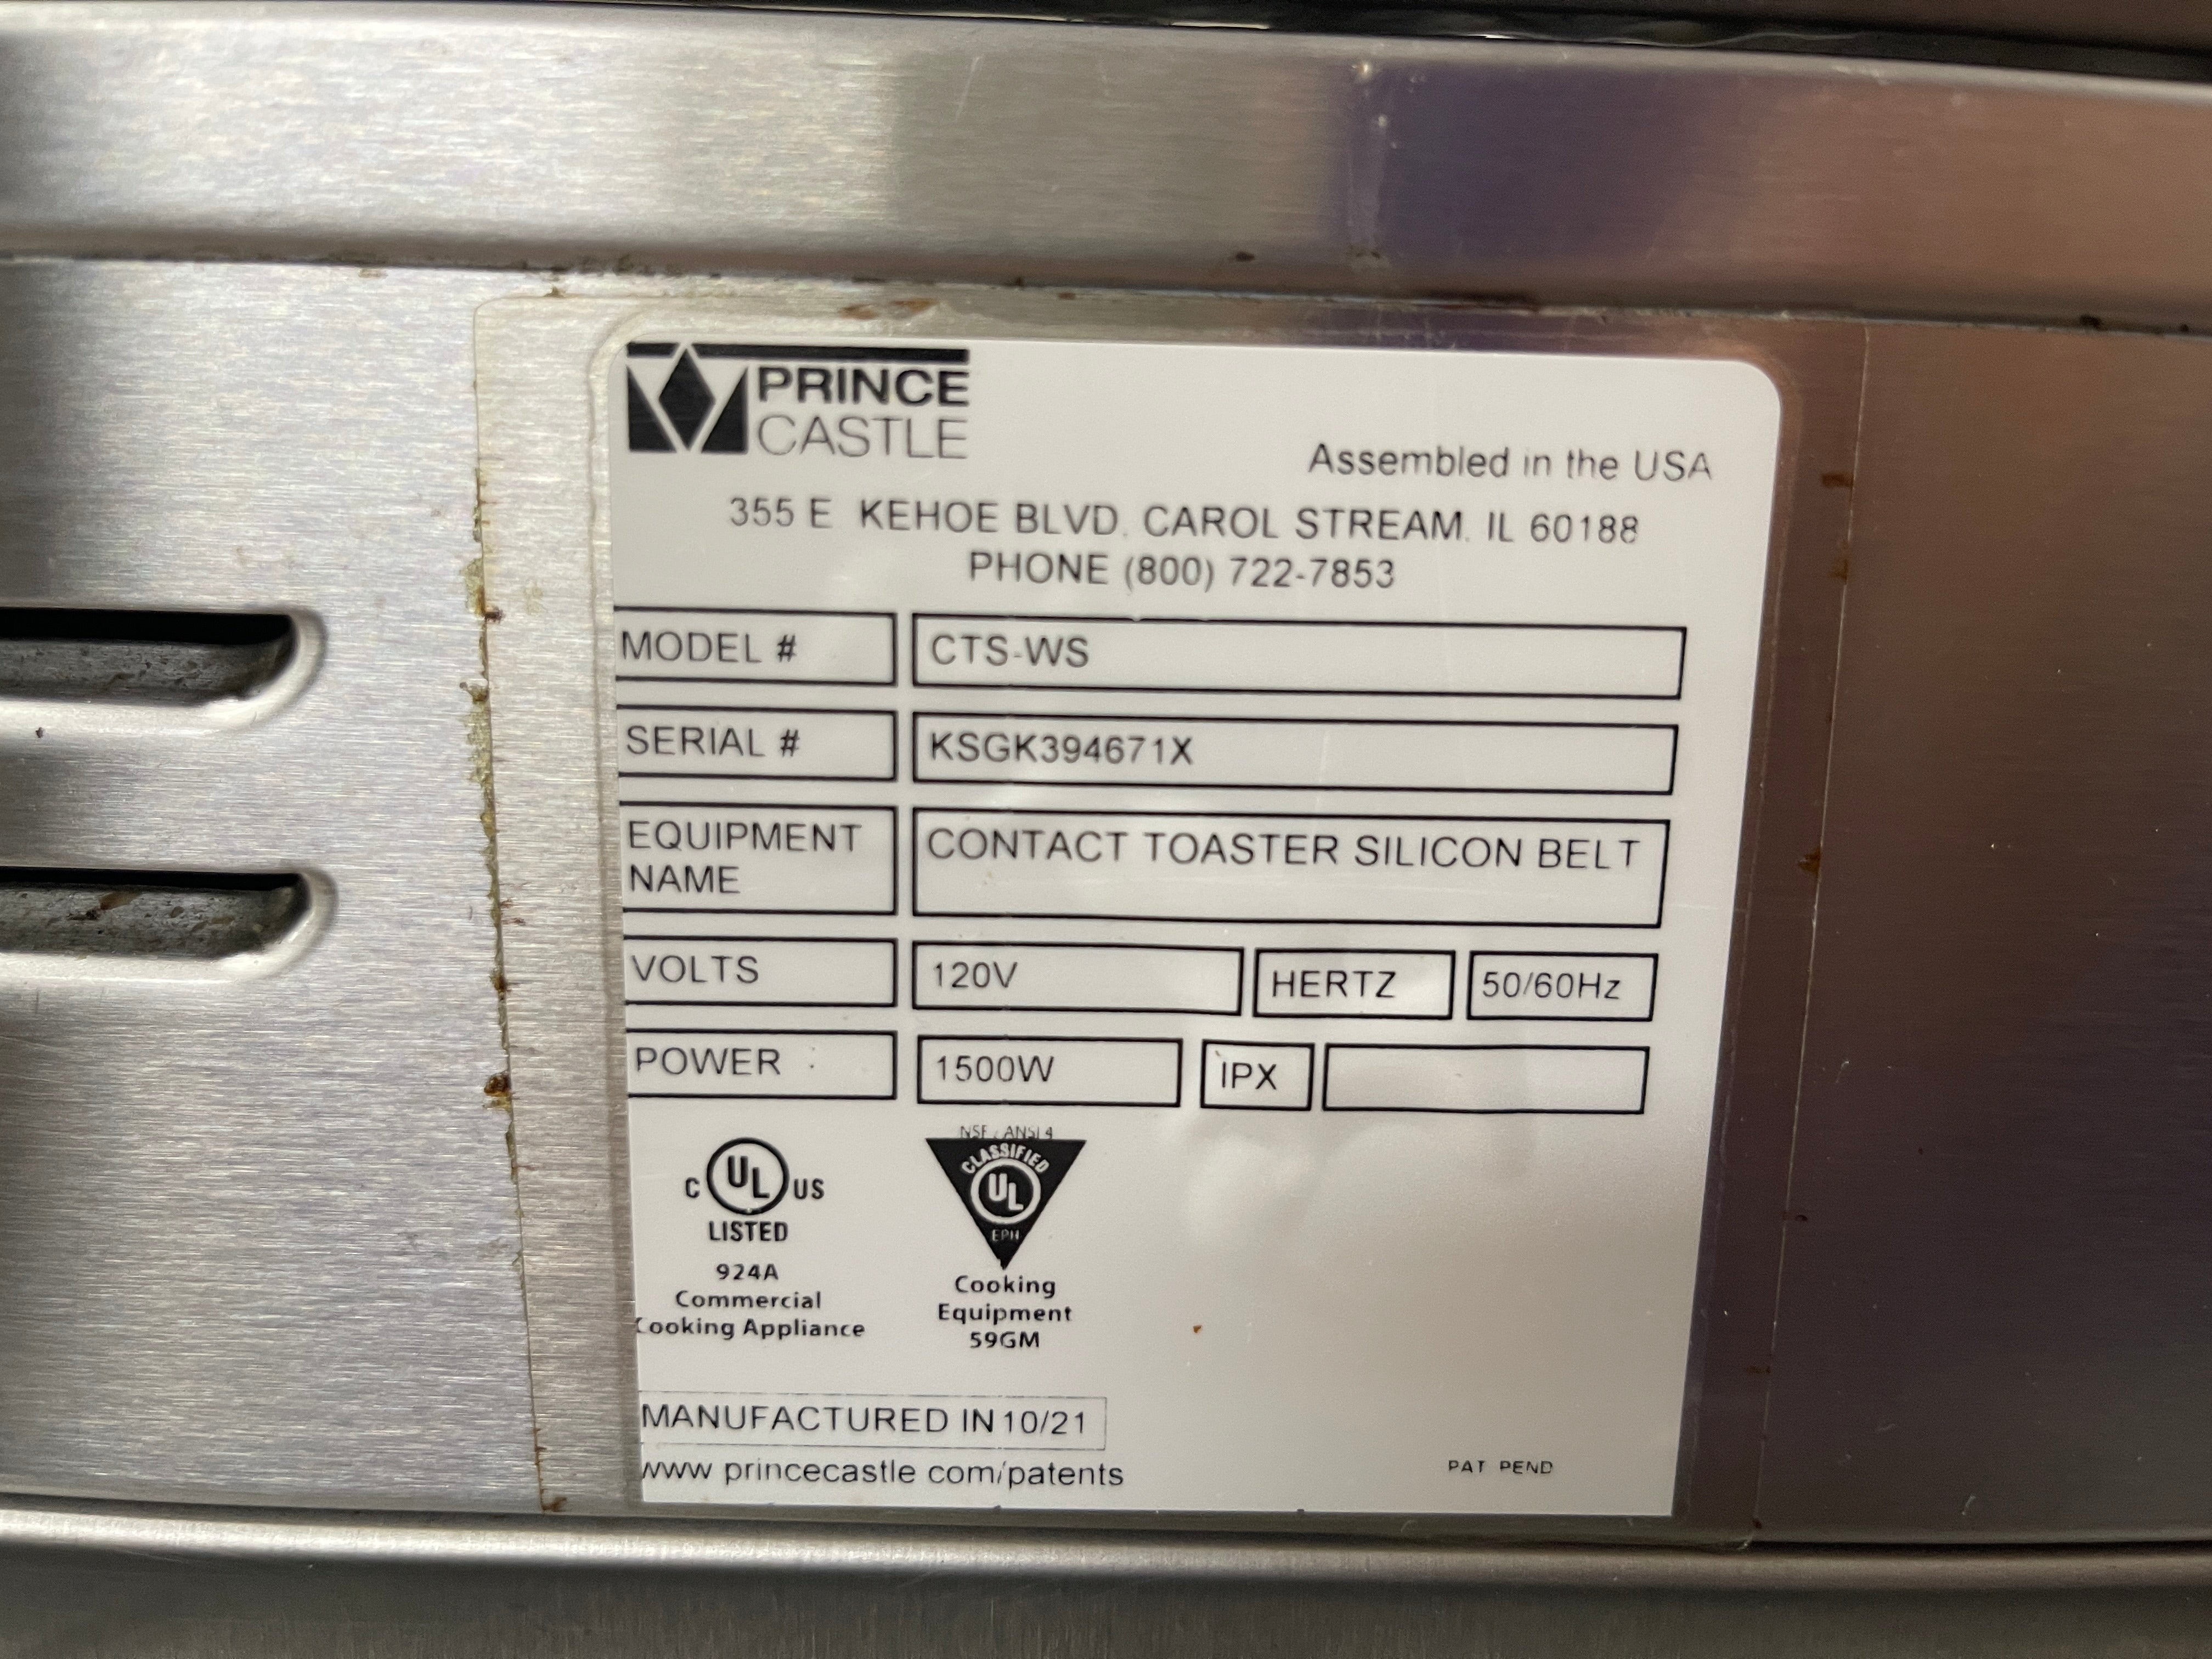 PRINCE
CASTLE
Assembled in the USA
355 E KEHOE BLVD. CAROL STREAM. IL 60188
PHONE (800) 722-7853
MODEL # CTS-WS
SERIAL # KSGK394671X
EQUIPMENT NAME CONTACT TOASTER SILICON BELT
VOLTS 120V HERTZ 50/60Hz
POWER 1500W IPX
C UL US
LISTED
924A
Commercial
Cooking Appliance
NSF / ANSI 4
CLASSIFIED
UL
EPH
Cooking
Equipment
59GM
MANUFACTURED IN 10/21
www princecastle com/patents
PAT PEND